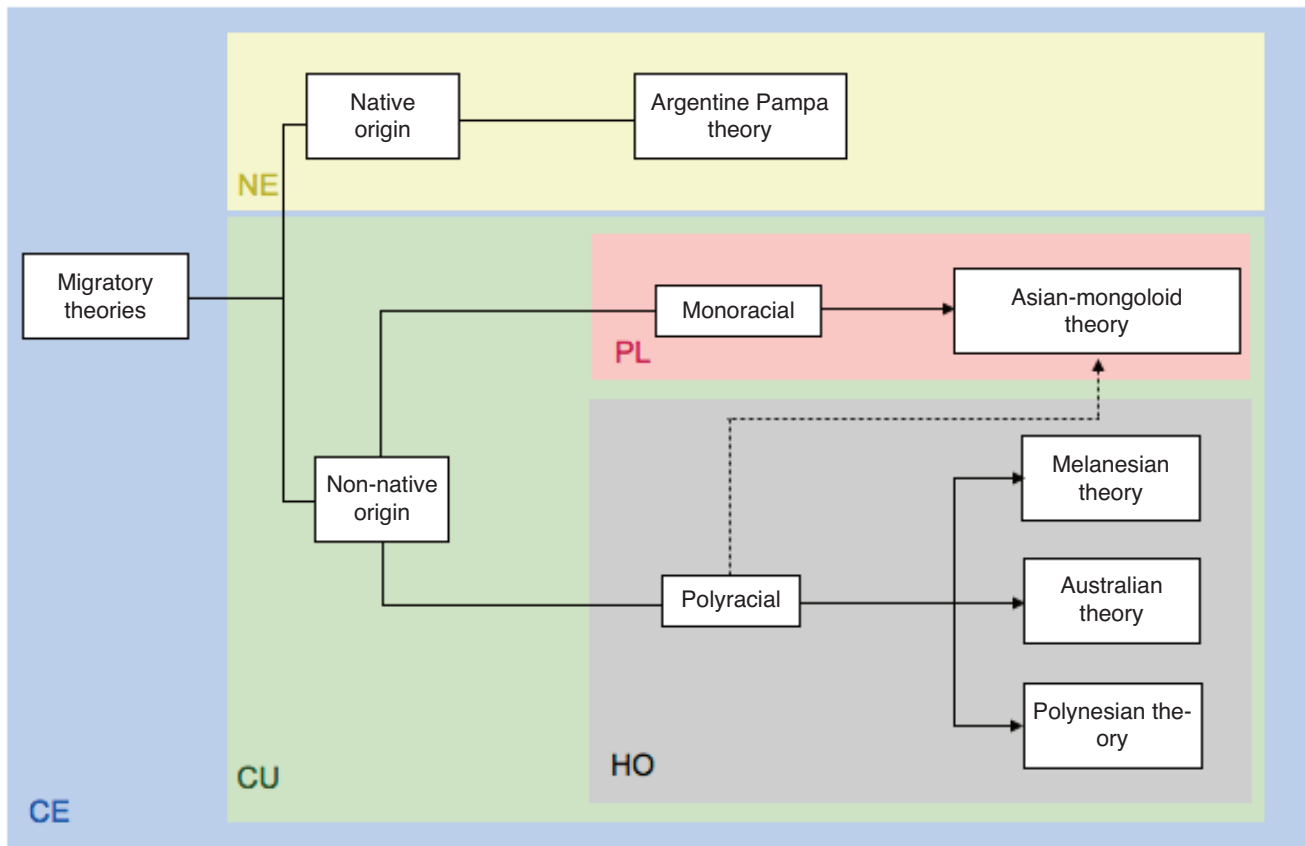 Native
origin
Argentine Pampa
theory
NE
Migratory
theories
Monoracial
Asian-mongoloid
theory
PL
Non-native
origin
Melanesian
theory
Polyracial
Australian
theory
Polynesian the-
ory
HO
CU
CE